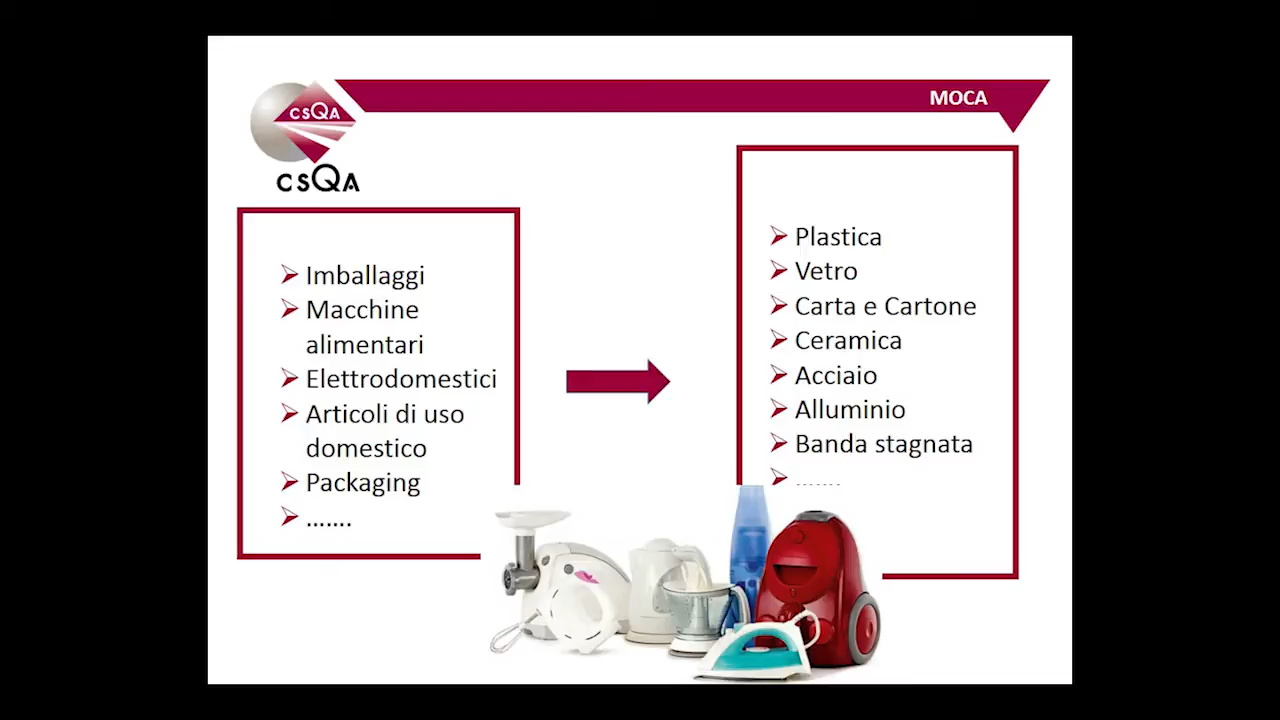 MOCA
CSQA
CSQA
Imballaggi
Macchine
alimentari
Elettrodomestici
Articoli di uso
domestico
Packaging
…….
Plastica
Vetro
Carta e Cartone
Ceramica
Acciaio
Alluminio
Banda stagnata
…….